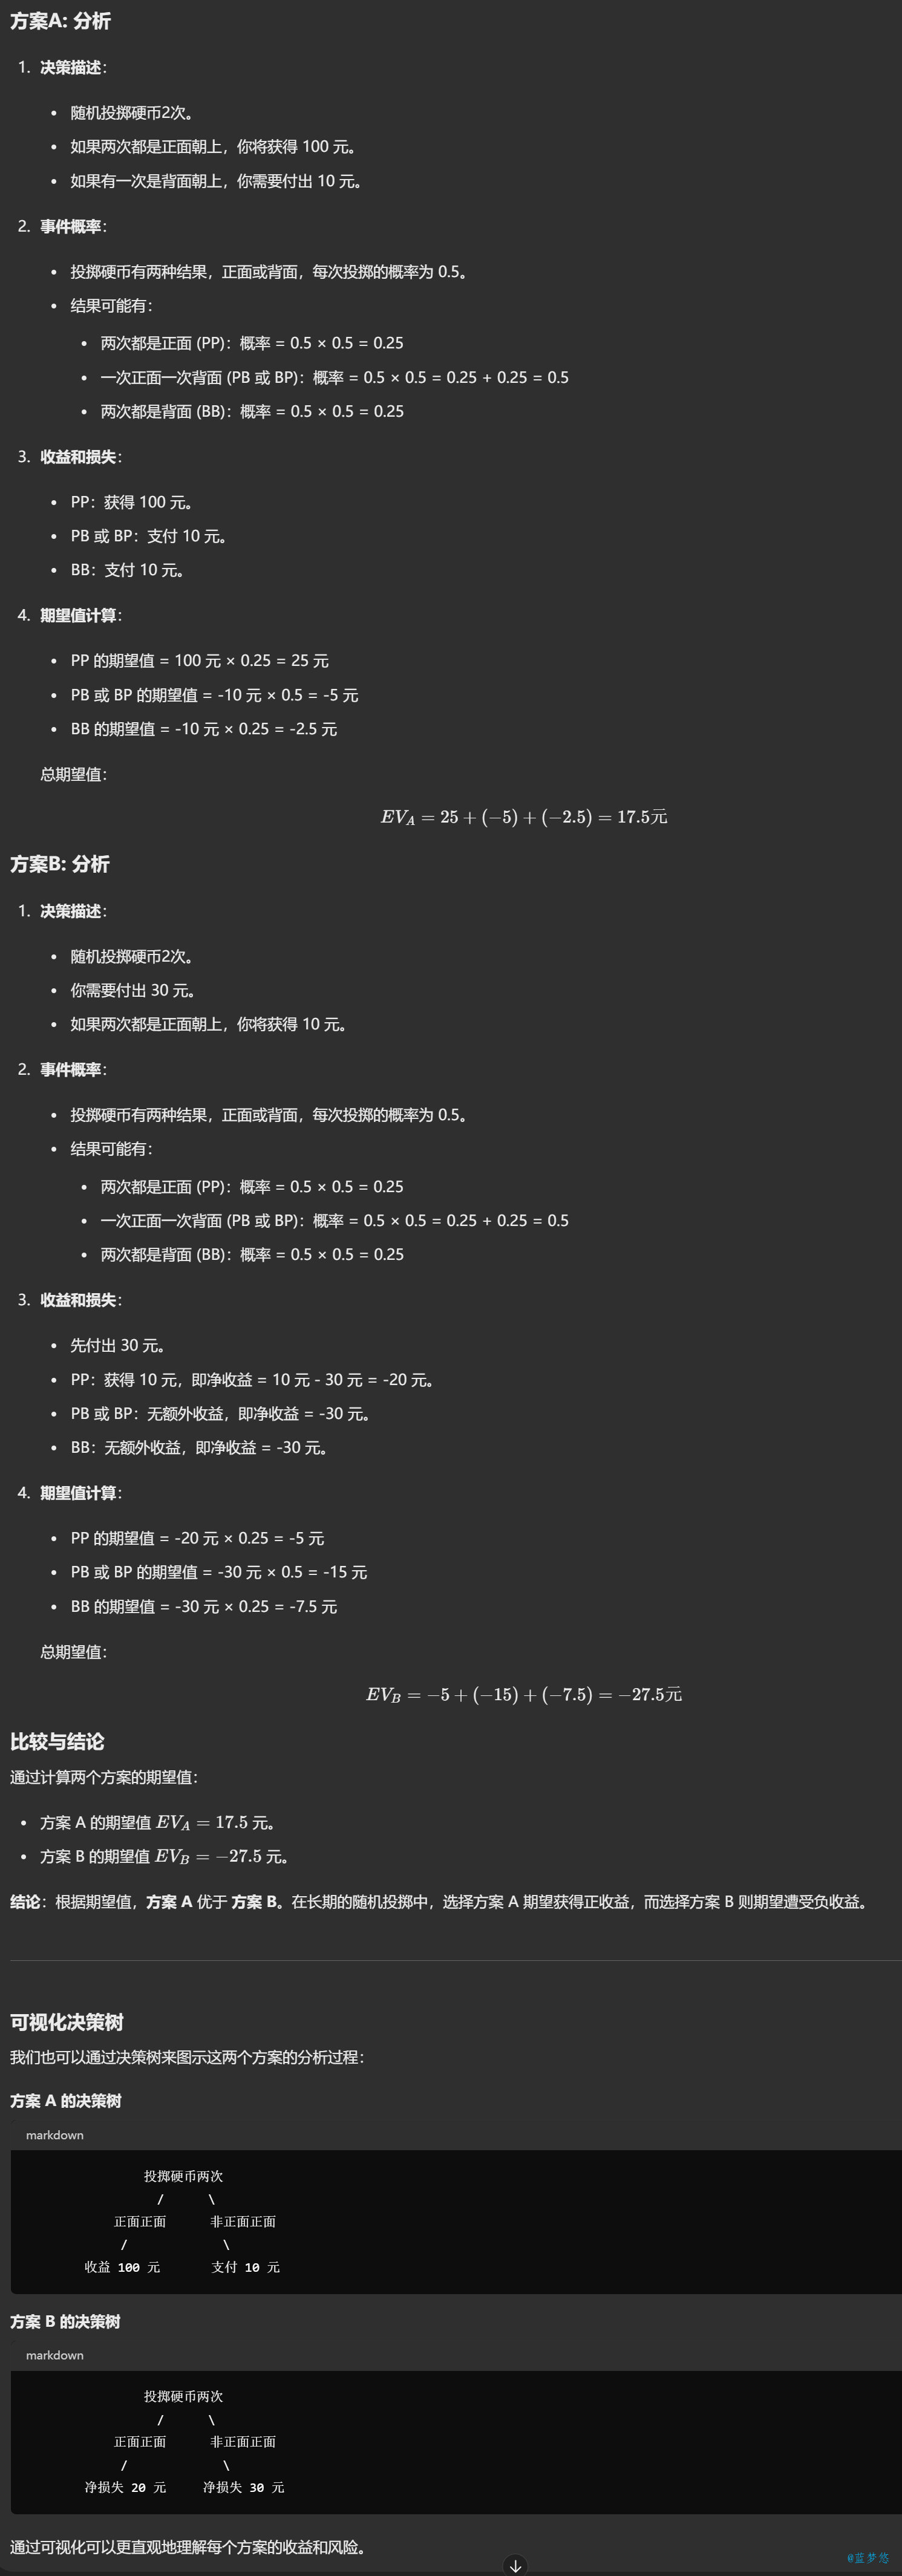 方案A: 分析
1. 决策描述：
• 随机投掷硬币2次。
• 如果两次都是正面朝上，你将获得 100 元。
• 如果有一次是背面朝上，你需要付出 10 元。
2. 事件概率：
• 投掷硬币有两种结果，正面或背面，每次投掷的概率为 0.5。
• 结果可能有：
• 两次都是正面 (PP)：概率 = 0.5 × 0.5 = 0.25
• 一次正面一次背面 (PB 或 BP)：概率 = 0.5 × 0.5 = 0.25 + 0.25 = 0.5
• 两次都是背面 (BB)：概率 = 0.5 × 0.5 = 0.25
3. 收益和损失：
• PP：获得 100 元。
• PB 或 BP：支付 10 元。
• BB：支付 10 元。
4. 期望值计算：
• PP 的期望值 = 100 元 × 0.25 = 25 元
• PB 或 BP 的期望值 = -10 元 × 0.5 = -5 元
• BB 的期望值 = -10 元 × 0.25 = -2.5 元
总期望值：
EV_A = 25 + (−5) + (−2.5) = 17.5元
方案B: 分析
1. 决策描述：
• 随机投掷硬币2次。
• 你需要付出 30 元。
• 如果两次都是正面朝上，你将获得 10 元。
2. 事件概率：
• 投掷硬币有两种结果，正面或背面，每次投掷的概率为 0.5。
• 结果可能有：
• 两次都是正面 (PP)：概率 = 0.5 × 0.5 = 0.25
• 一次正面一次背面 (PB 或 BP)：概率 = 0.5 × 0.5 = 0.25 + 0.25 = 0.5
• 两次都是背面 (BB)：概率 = 0.5 × 0.5 = 0.25
3. 收益和损失：
• 先付出 30 元。
• PP：获得 10 元，即净收益 = 10 元 - 30 元 = -20 元。
• PB 或 BP：无额外收益，即净收益 = -30 元。
• BB：无额外收益，即净收益 = -30 元。
4. 期望值计算：
• PP 的期望值 = -20 元 × 0.25 = -5 元
• PB 或 BP 的期望值 = -30 元 × 0.5 = -15 元
• BB 的期望值 = -30 元 × 0.25 = -7.5 元
总期望值：
EV_B = −5 + (−15) + (−7.5) = −27.5元
比较与结论
通过计算两个方案的期望值：
• 方案 A 的期望值 EV_A = 17.5 元。
• 方案 B 的期望值 EV_B = −27.5 元。
结论：根据期望值，方案 A 优于 方案 B。在长期的随机投掷中，选择方案 A 期望获得正收益，而选择方案 B 则期望遭受负收益。
可视化决策树
我们也可以通过决策树来图示这两个方案的分析过程：
方案 A 的决策树
markdown
投掷硬币两次
/ \
正面正面 非正面正面
/ \
收益 100 元 支付 10 元
方案 B 的决策树
markdown
投掷硬币两次
/ \
正面正面 非正面正面
/ \
净损失 20 元 净损失 30 元
通过可视化可以更直观地理解每个方案的收益和风险。
@蓝梦悠